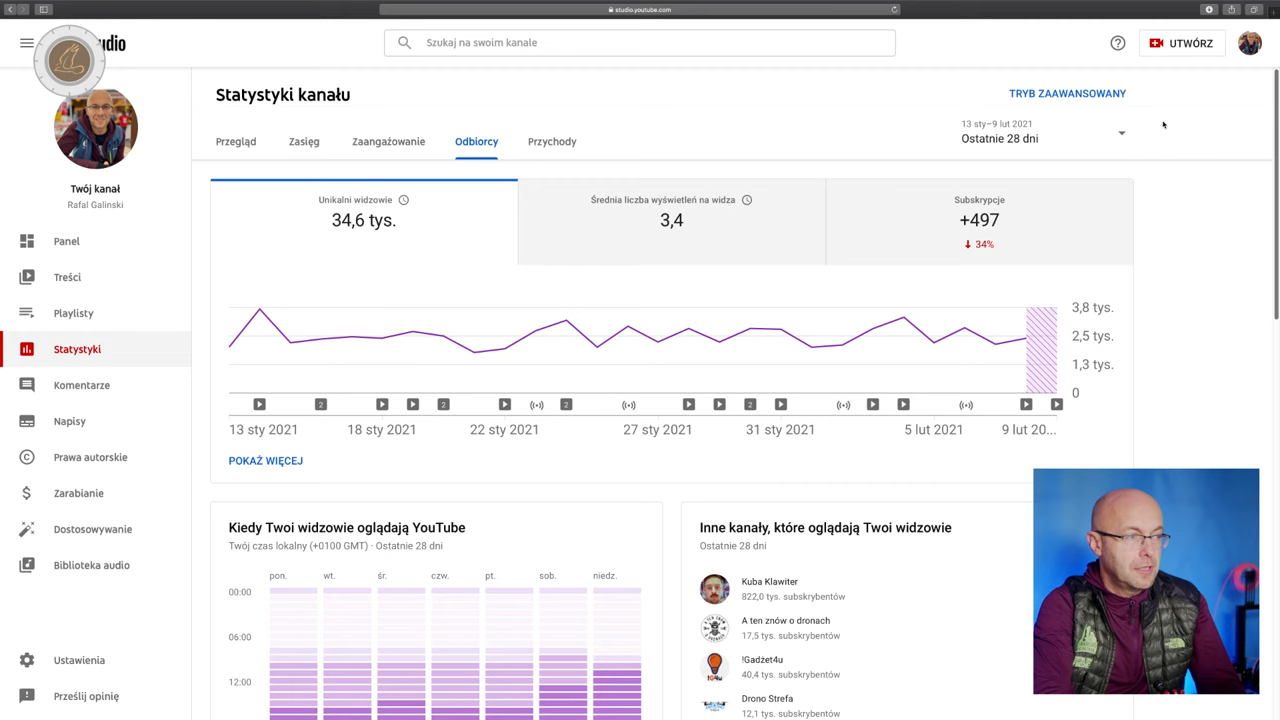 studio.youtube.com
udio
Szukaj na swoim kanale
UTWÓRZ
Statystyki kanału
TRYB ZAAWANSOWANY
13 sty–9 lut 2021
Ostatnie 28 dni
Przegląd
Zasięg
Zaangażowanie
Odbiorcy
Przychody
Twój kanał
Rafal Galinski
Panel
Treści
Playlisty
Statystyki
Komentarze
Napisy
Prawa autorskie
Zarabianie
Dostosowywanie
Biblioteka audio
Ustawienia
Prześlij opinię
Unikalni widzowie
34,6 tys.
Średnia liczba wyświetleń na widza
3,4
Subskrypcje
+497
34%
3,8 tys.
2,5 tys.
1,3 tys.
0
2 2 2 2
13 sty 2021 18 sty 2021 22 sty 2021 27 sty 2021 31 sty 2021 5 lut 2021 9 lut 20...
POKAŻ WIĘCEJ
Kiedy Twoi widzowie oglądają YouTube
Twój czas lokalny (+0100 GMT) · Ostatnie 28 dni
pon. wt. śr. czw. pt. sob. niedz.
00:00
06:00
12:00
Inne kanały, które oglądają Twoi widzowie
Ostatnie 28 dni
Kuba Klawiter
822,0 tys. subskrybentów
A ten znów o dronach
17,5 tys. subskrybentów
!Gadżet4u
40,4 tys. subskrybentów
Drono Strefa
12,1 tys. subskrybentów